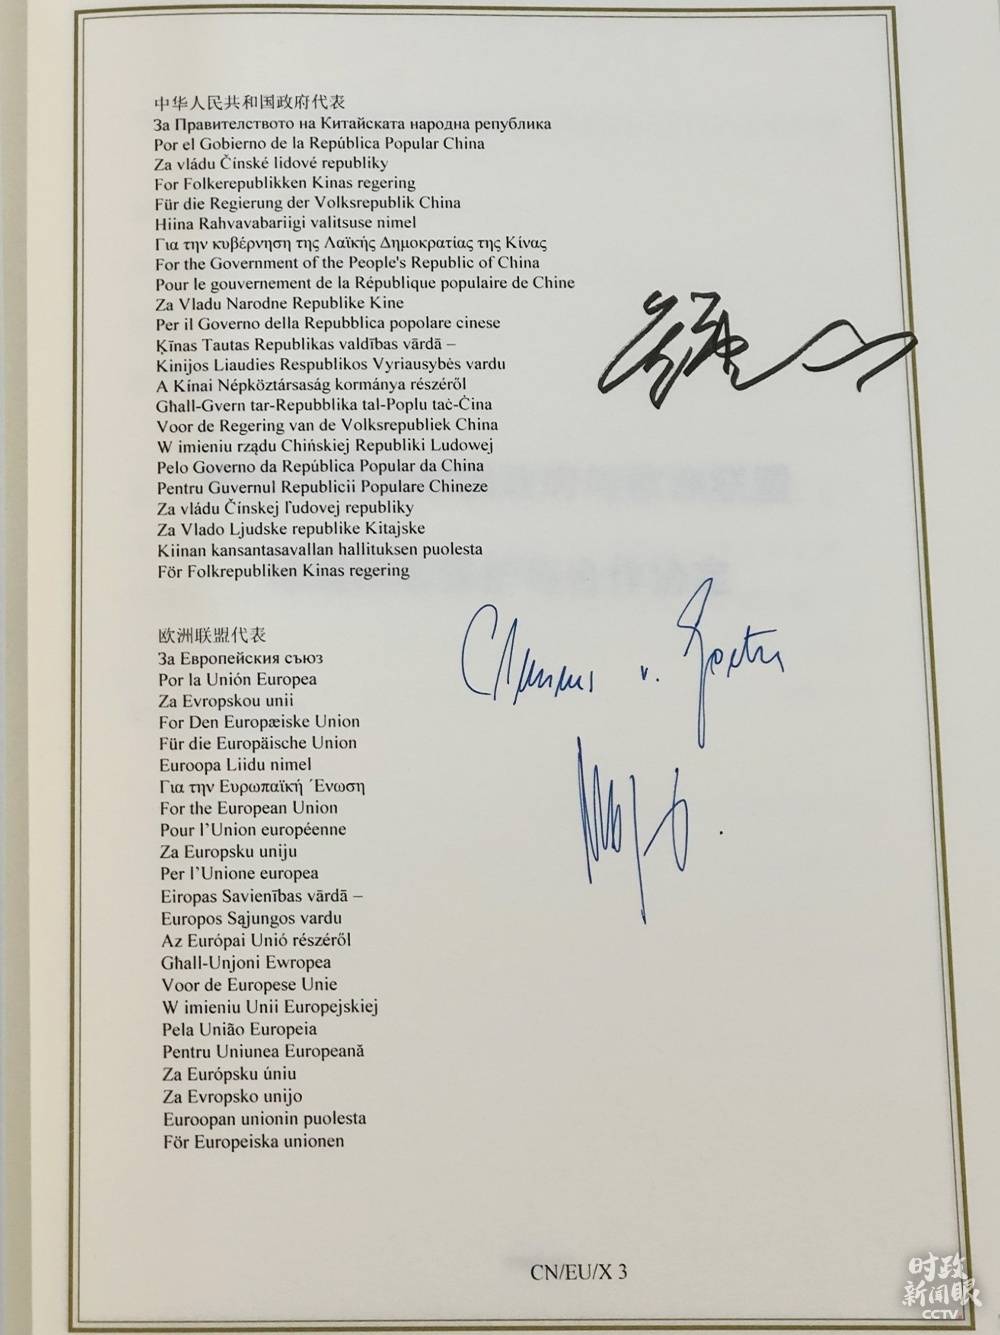 中华人民共和国政府代表
За Правителството на Китайската народна република
Por el Gobierno de la República Popular China
Za vládu Čínské lidové republiky
For Folkerepublikken Kinas regering
Für die Regierung der Volksrepublik China
Hiina Rahvavabariigi valitsuse nimel
Για την κυβέρνηση της Λαϊκής Δημοκρατίας της Κίνας
For the Government of the People's Republic of China
Pour le gouvernement de la République populaire de Chine
Za Vladu Narodne Republike Kine
Per il Governo della Repubblica popolare cinese
Ķīnas Tautas Republikas valdības vārdā –
Kinijos Liaudies Respublikos Vyriausybės vardu
A Kínai Népköztársaság kormánya részéről
Għall-Gvern tar-Repubblika tal-Poplu taċ-Ċina
Voor de Regering van de Volksrepubliek China
W imieniu rządu Chińskiej Republiki Ludowej
Pelo Governo da República Popular da China
Pentru Guvernul Republicii Populare Chineze
Za vládu Čínskej ľudovej republiky
Za Vlado Ljudske republike Kitajske
Kiinan kansantasavallan hallituksen puolesta
För Folkrepubliken Kinas regering
欧洲联盟代表
За Европейския съюз
Por la Unión Europea
Za Evropskou unii
For Den Europæiske Union
Für die Europäische Union
Euroopa Liidu nimel
Για την Ευρωπαϊκή Ένωση
For the European Union
Pour l'Union européenne
Za Europsku uniju
Per l'Unione europea
Eiropas Savienības vārdā –
Europos Sąjungos vardu
Az Európai Unió részéről
Għall-Unjoni Ewropea
Voor de Europese Unie
W imieniu Unii Europejskiej
Pela União Europeia
Pentru Uniunea Europeană
Za Európsku úniu
Za Evropsko unijo
Euroopan unionin puolesta
För Europeiska unionen
CN/EU/X 3
时政
新闻眼
CCTV